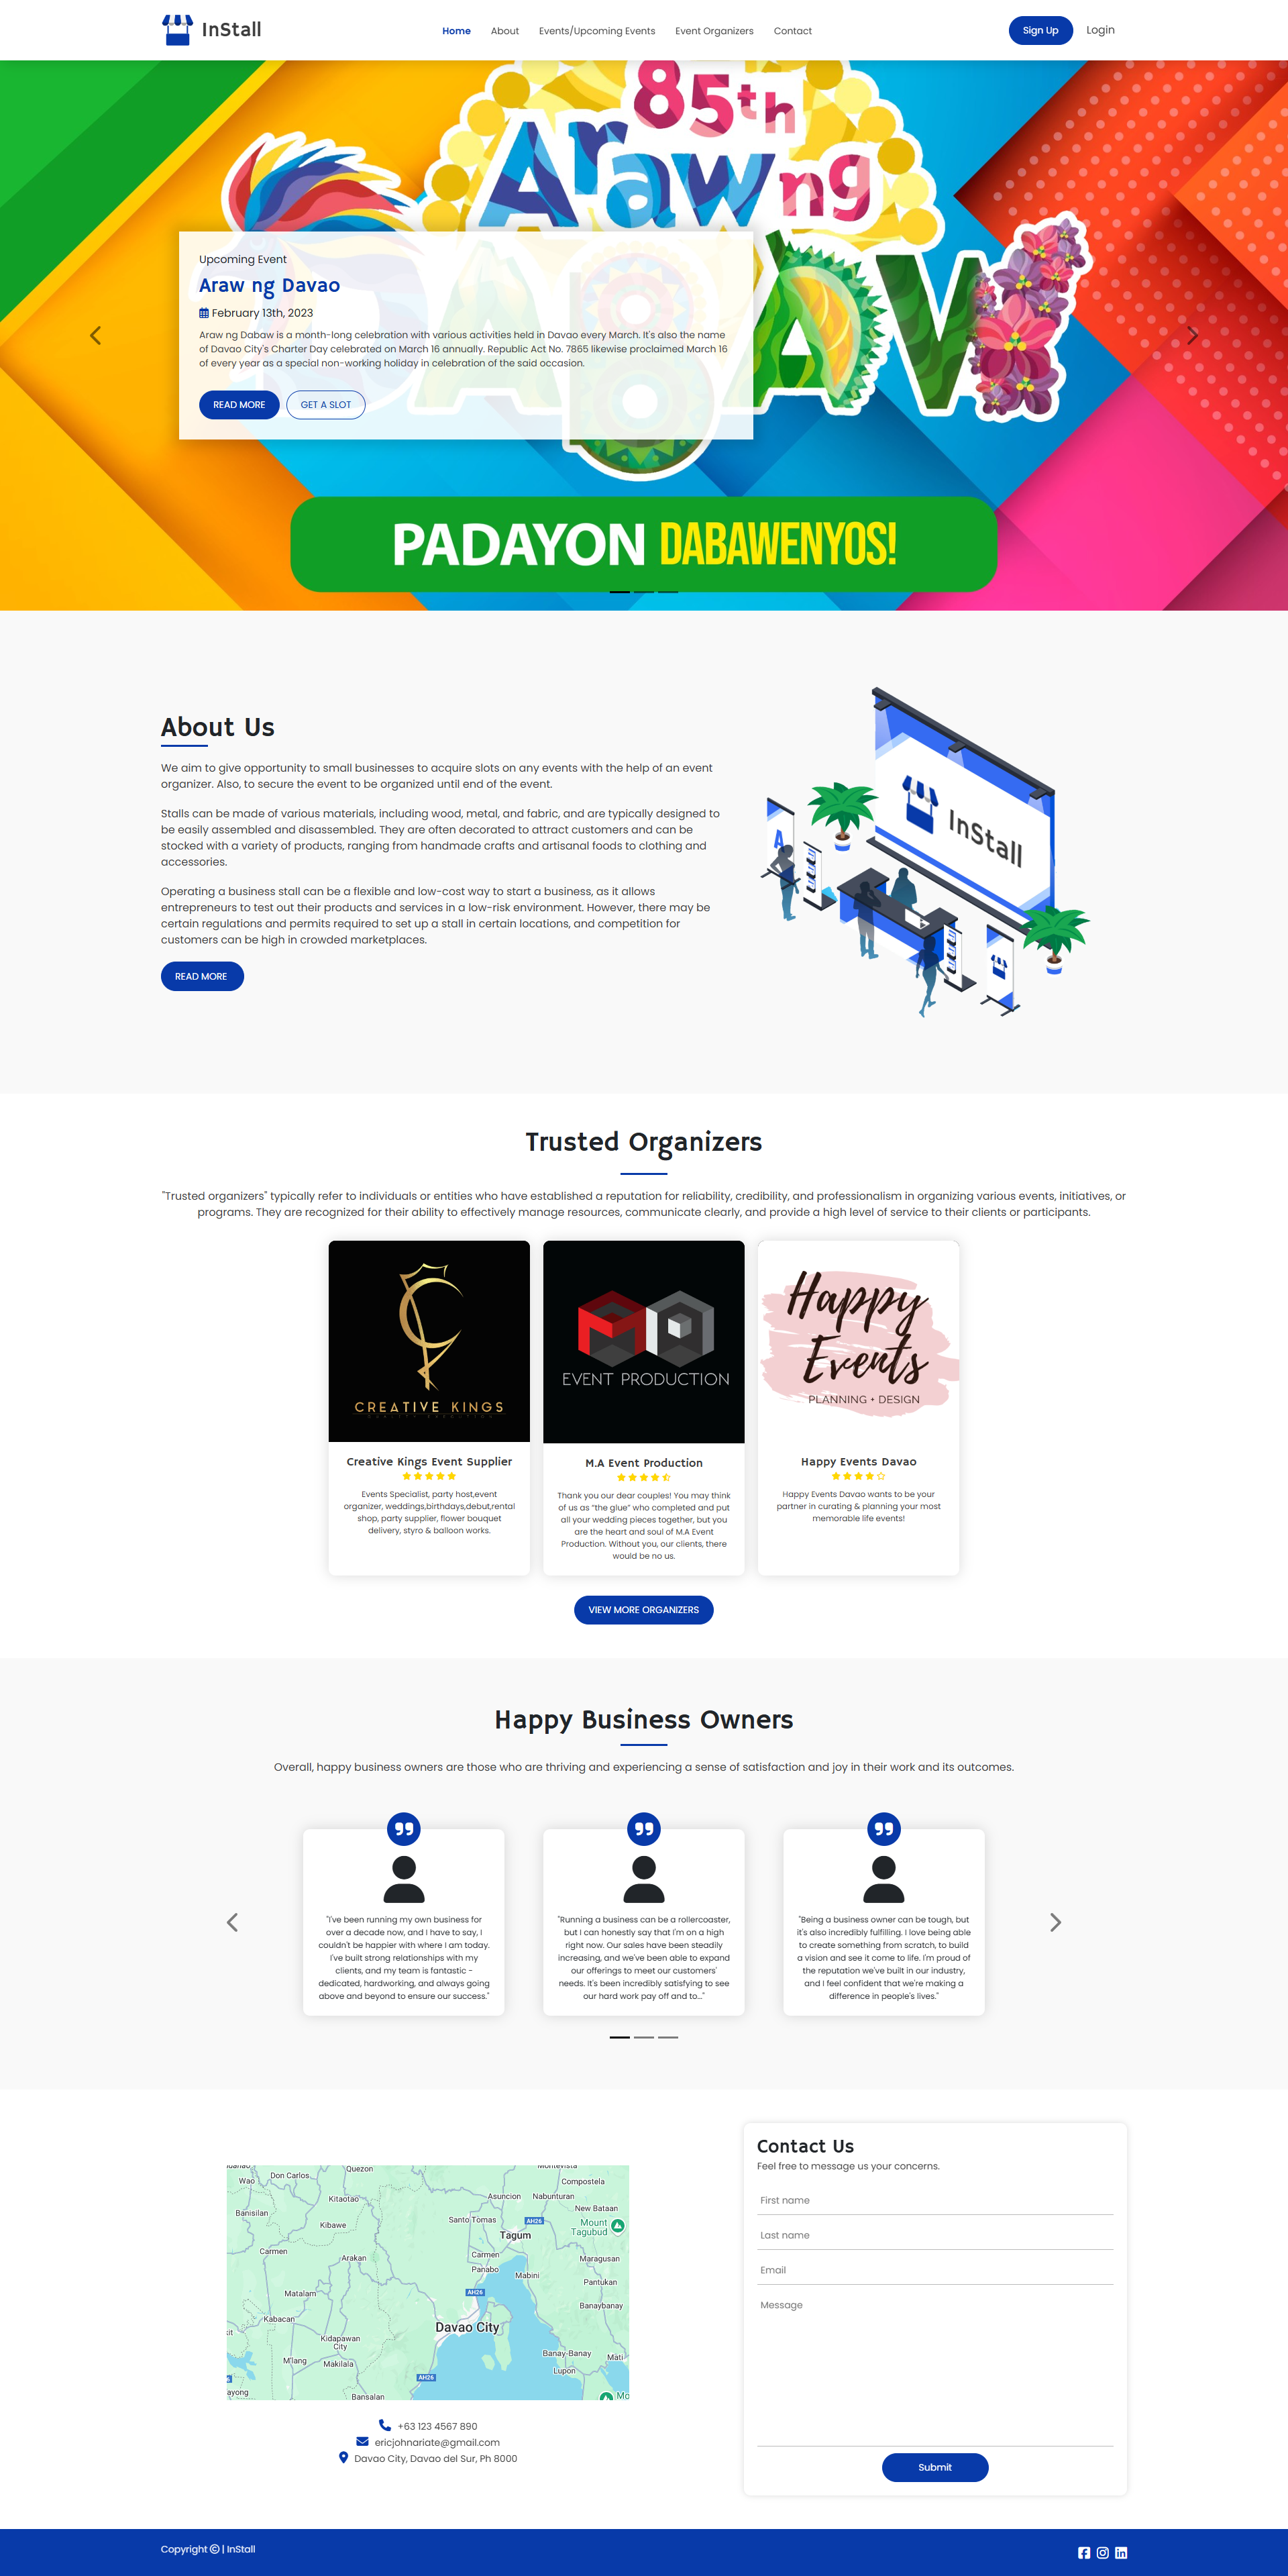 InStall
Home
About
Events/Upcoming Events
Event Organizers
Contact
Sign Up
Login
85th
Araw ng
Upcoming Event
Araw ng Davao
February 13th, 2023
Araw ng Dabaw is a month-long celebration with various activities held in Davao every March. It's also the name
of Davao City's Charter Day celebrated on March 16 annually. Republic Act No. 7865 likewise proclaimed March 16
of every year as a special non-working holiday in celebration of the said occasion.
READ MORE
GET A SLOT
PADAYON DABAWENYOS!
About Us
We aim to give opportunity to small businesses to acquire slots on any events with the help of an event
organizer. Also, to secure the event to be organized until end of the event.
Stalls can be made of various materials, including wood, metal, and fabric, and are typically designed to
be easily assembled and disassembled. They are often decorated to attract customers and can be
stocked with a variety of products, ranging from handmade crafts and artisanal foods to clothing and
accessories.
Operating a business stall can be a flexible and low-cost way to start a business, as it allows
entrepreneurs to test out their products and services in a low-risk environment. However, there may be
certain regulations and permits required to set up a stall in certain locations, and competition for
customers can be high in crowded marketplaces.
READ MORE
InStall
A
Trusted Organizers
"Trusted organizers" typically refer to individuals or entities who have established a reputation for reliability, credibility, and professionalism in organizing various events, initiatives, or
programs. They are recognized for their ability to effectively manage resources, communicate clearly, and provide a high level of service to their clients or participants.
CREATIVE KINGS
Creative Kings Event Supplier
Events Specialist, party host,event
organizer, weddings,birthdays,debut,rental
shop, party supplier, flower bouquet
delivery, styro & balloon works.
EVENT PRODUCTION
M.A Event Production
Thank you our dear couples! You may think
of us as “the glue” who completed and put
all your wedding pieces together, but you
are the heart and soul of M.A Event
Production. Without you, our clients, there
would be no us.
Happy
Events
PLANNING + DESIGN
Happy Events Davao
Happy Events Davao wants to be your
partner in curating & planning your most
memorable life events!
VIEW MORE ORGANIZERS
Happy Business Owners
Overall, happy business owners are those who are thriving and experiencing a sense of satisfaction and joy in their work and its outcomes.
"I've been running my own business for
over a decade now, and I have to say, I
couldn't be happier with where I am today.
I've built strong relationships with my
clients, and my team is fantastic -
dedicated, hardworking, and always going
above and beyond to ensure our success."
"Running a business can be a rollercoaster,
but I can honestly say that I'm on a high
right now. Our sales have been steadily
increasing, and we've been able to expand
our offerings to meet our customers'
needs. It's been incredibly satisfying to see
our hard work pay off and to..."
"Being a business owner can be tough, but
it's also incredibly fulfilling. I love being able
to create something from scratch, to build
a vision and see it come to life. I'm proud of
the reputation we've built in our industry,
and I feel confident that we're making a
difference in people's lives."
Quezon
Montevista
Wao
Don Carlos
Compostela
Kitaotao
Asuncion
Nabunturan
New Bataan
Banisilan
Kibawe
Santo Tomas
AH26
Mount
Tagubud
Tagum
Carmen
Arakan
Carmen
Panabo
Mabini
Maragusan
Pantukan
Matalam
AH26
Banaybanay
Kabacan
Davao City
Kidapawan
City
M'lang
Makilala
Banay-Banay
Mati
Lupon
AH26
Bansalan
+63 123 4567 890
ericjohnariate@gmail.com
Davao City, Davao del Sur, Ph 8000
Contact Us
Feel free to message us your concerns.
First name
Last name
Email
Message
Submit
Copyright © | InStall